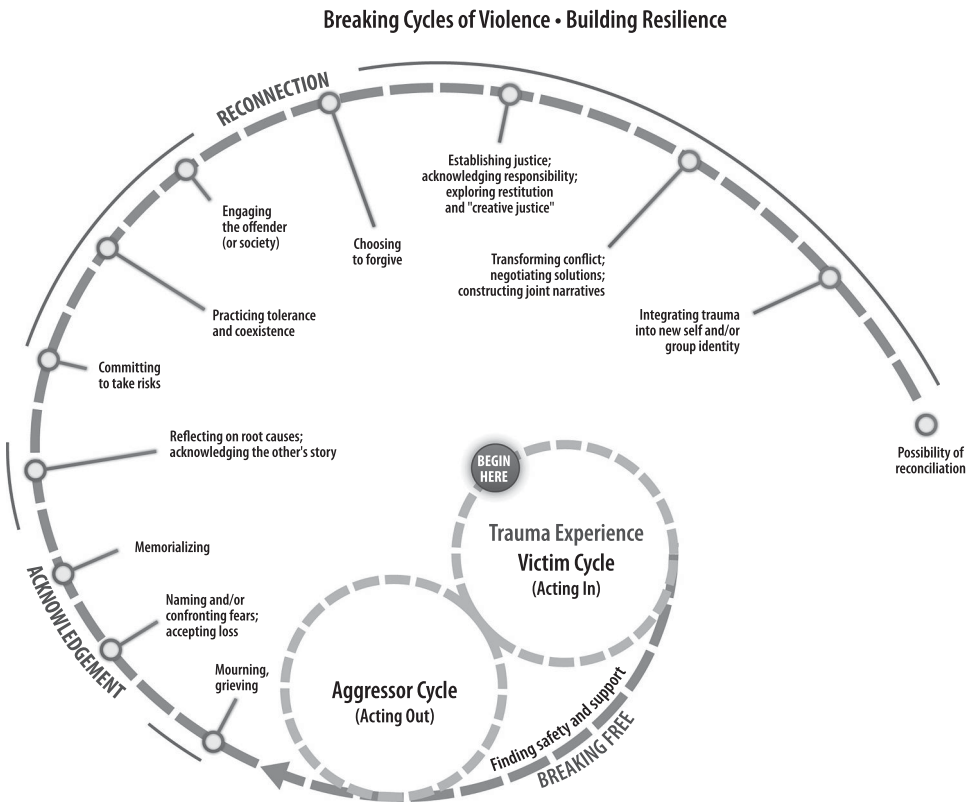 Breaking Cycles of Violence • Building Resilience
BEGIN
HERE
Trauma Experience
Victim Cycle
(Acting In)
Aggressor Cycle
(Acting Out)
Finding safety and support
BREAKING FREE
Mourning,
grieving
Naming and/or
confronting fears;
accepting loss
Memorializing
ACKNOWLEDGEMENT
Reflecting on root causes;
acknowledging the other's story
Committing
to take risks
Practicing tolerance
and coexistence
Engaging
the offender
(or society)
RECONNECTION
Choosing
to forgive
Establishing justice;
acknowledging responsibility;
exploring restitution
and "creative justice"
Transforming conflict;
negotiating solutions;
constructing joint narratives
Integrating trauma
into new self and/or
group identity
Possibility of
reconciliation